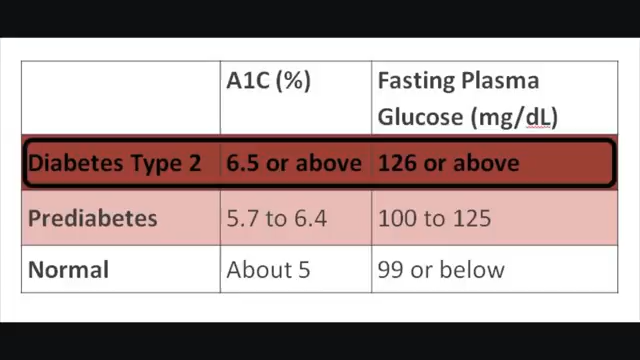 A1C (%) Fasting Plasma
Glucose (mg/dL)
Diabetes Type 2 6.5 or above 126 or above
Prediabetes 5.7 to 6.4 100 to 125
Normal About 5 99 or below